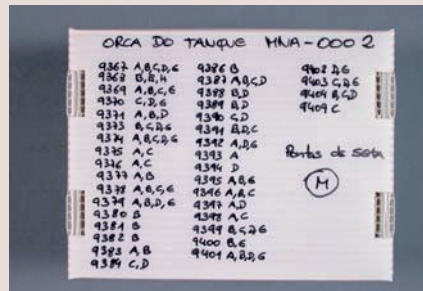 ORCA DO TANQUE MNA-0002
9367 A,B,C,D,E
9368 B,E,H
9369 A,B,C,E
9370 C,D,E
9371 A,B,D
9373 B,C,D,E
9374 A,B,C,D,E
9375 A,C
9376 A,C
9377 A,B
9378 A,B,C,E
9379 A,B,D,E
9380 B
9381 B
9382 B
9383 A,B
9384 C,D
9386 B
9387 A,B,C,D
9388 B,D
9389 B,D
9390 C,D
9391 B,D,C
9392 A,D,E
9393 A
9394 D
9395 A,B,E
9396 A,B,C
9397 A,D
9398 A,C
9399 B,C,D,E
9400 B,E
9401 A,B,D,E
9402 D,E
9403 C,D,E
9404 B,C,D
9409 C
Pontas de seta
M